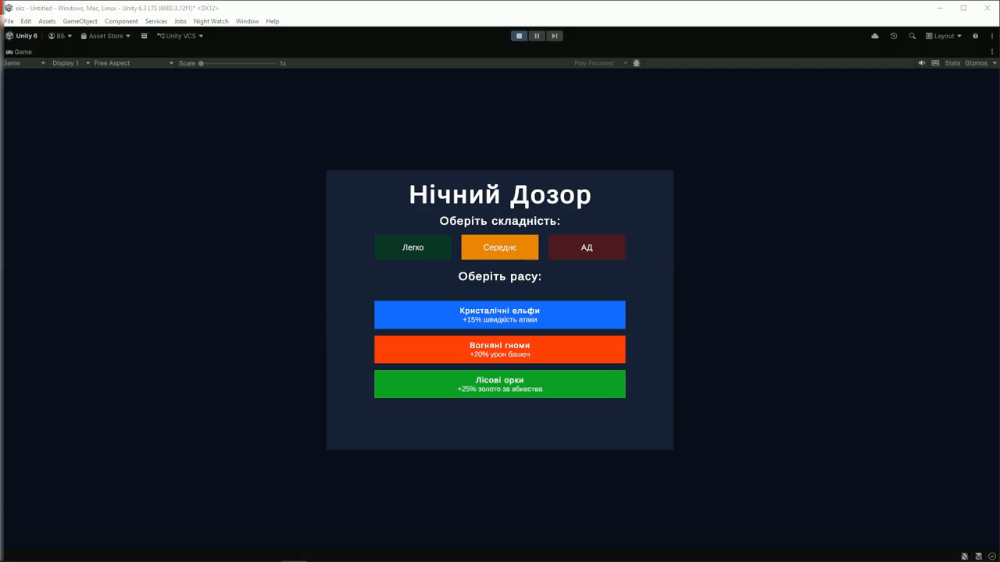 ekz - Untitled - Windows, Mac, Linux - Unity 6.3 LTS (6000.3.12f1)* <DX12>
File Edit Assets GameObject Component Services Jobs Night Watch Window Help
Unity 6 ВБ Asset Store Unity VCS Layout
Game
Game Display 1 Free Aspect Scale 1x Play Focused Stats Gizmos
Нічний Дозор
Оберіть складність:
Легко Середнє АД
Оберіть расу:
Кристалічні ельфи
+15% швидкість атаки
Вогняні гноми
+20% урон башен
Лісові орки
+25% золото за вбивства